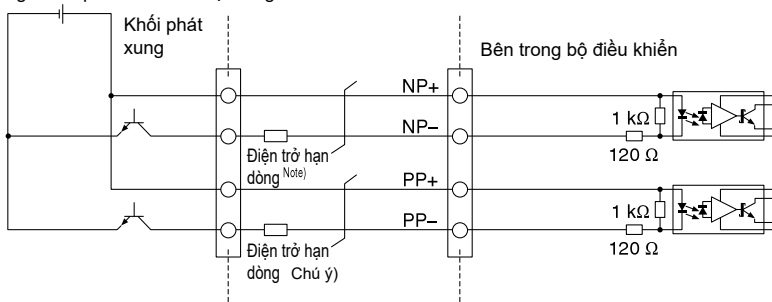 Khối phát
xung
Bên trong bộ điều khiển
NP+
NP−
1 kΩ
120 Ω
Điện trở hạn
dòng Note)
PP+
PP−
1 kΩ
120 Ω
Điện trở hạn
dòng Chú ý)